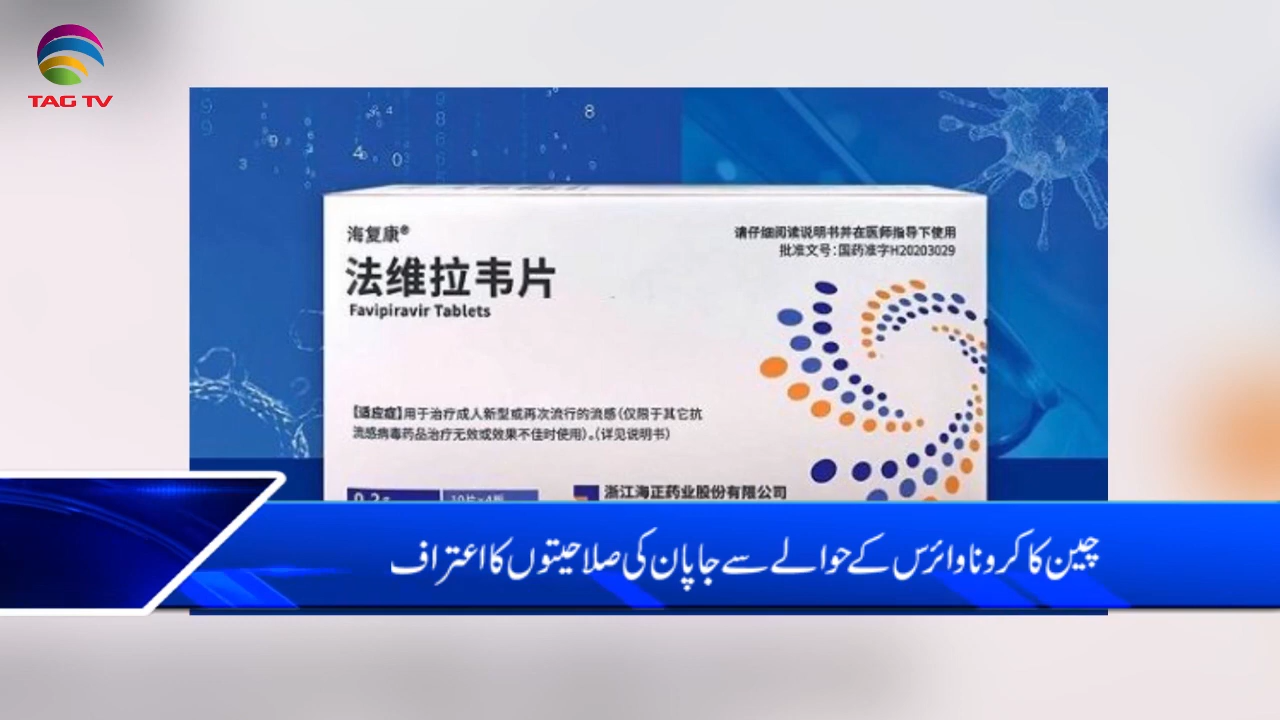 TAG TV
海复康®
法维拉韦片
Favipiravir Tablets
请仔细阅读说明书并在医师指导下使用
批准文号:国药准字H20203029
【适应症】用于治疗成人新型或再次流行的流感(仅限于其它抗
流感病毒药品治疗无效或效果不佳时使用)。(详见说明书)
浙江海正药业股份有限公司
چین کا کرونا وائرس کے حوالے سے جاپان کی صلاحیتوں کا اعتراف